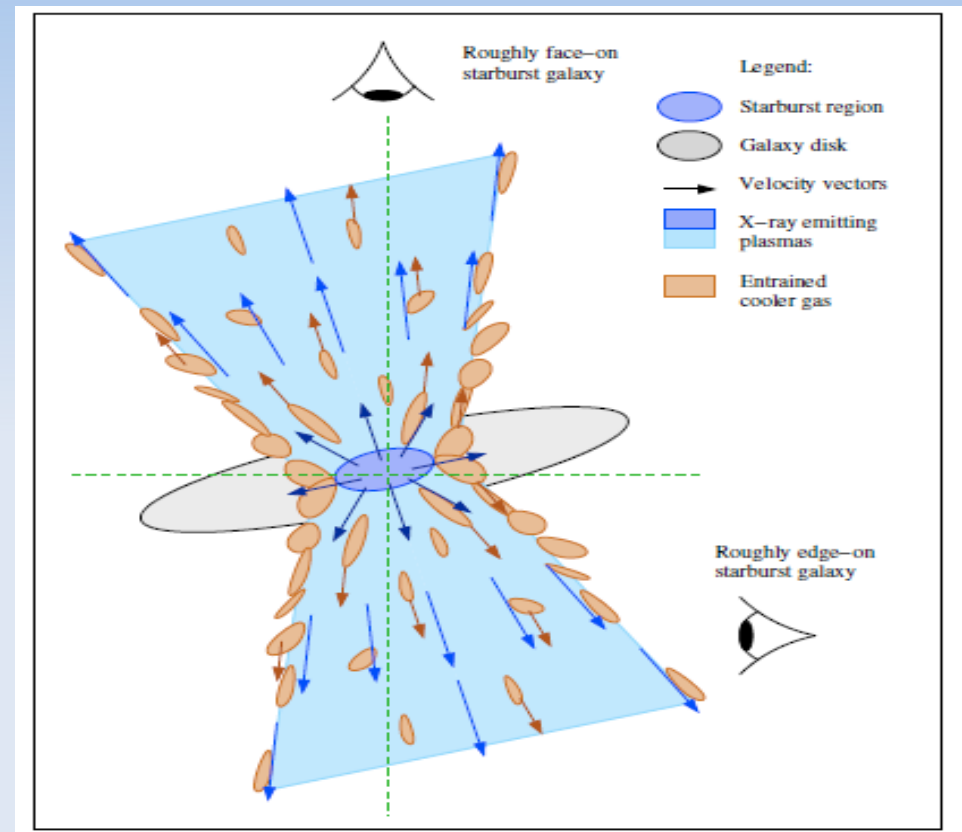 Roughly face−on
starburst galaxy
Legend:
Starburst region
Galaxy disk
Velocity vectors
X−ray emitting
plasmas
Entrained
cooler gas
Roughly edge−on
starburst galaxy